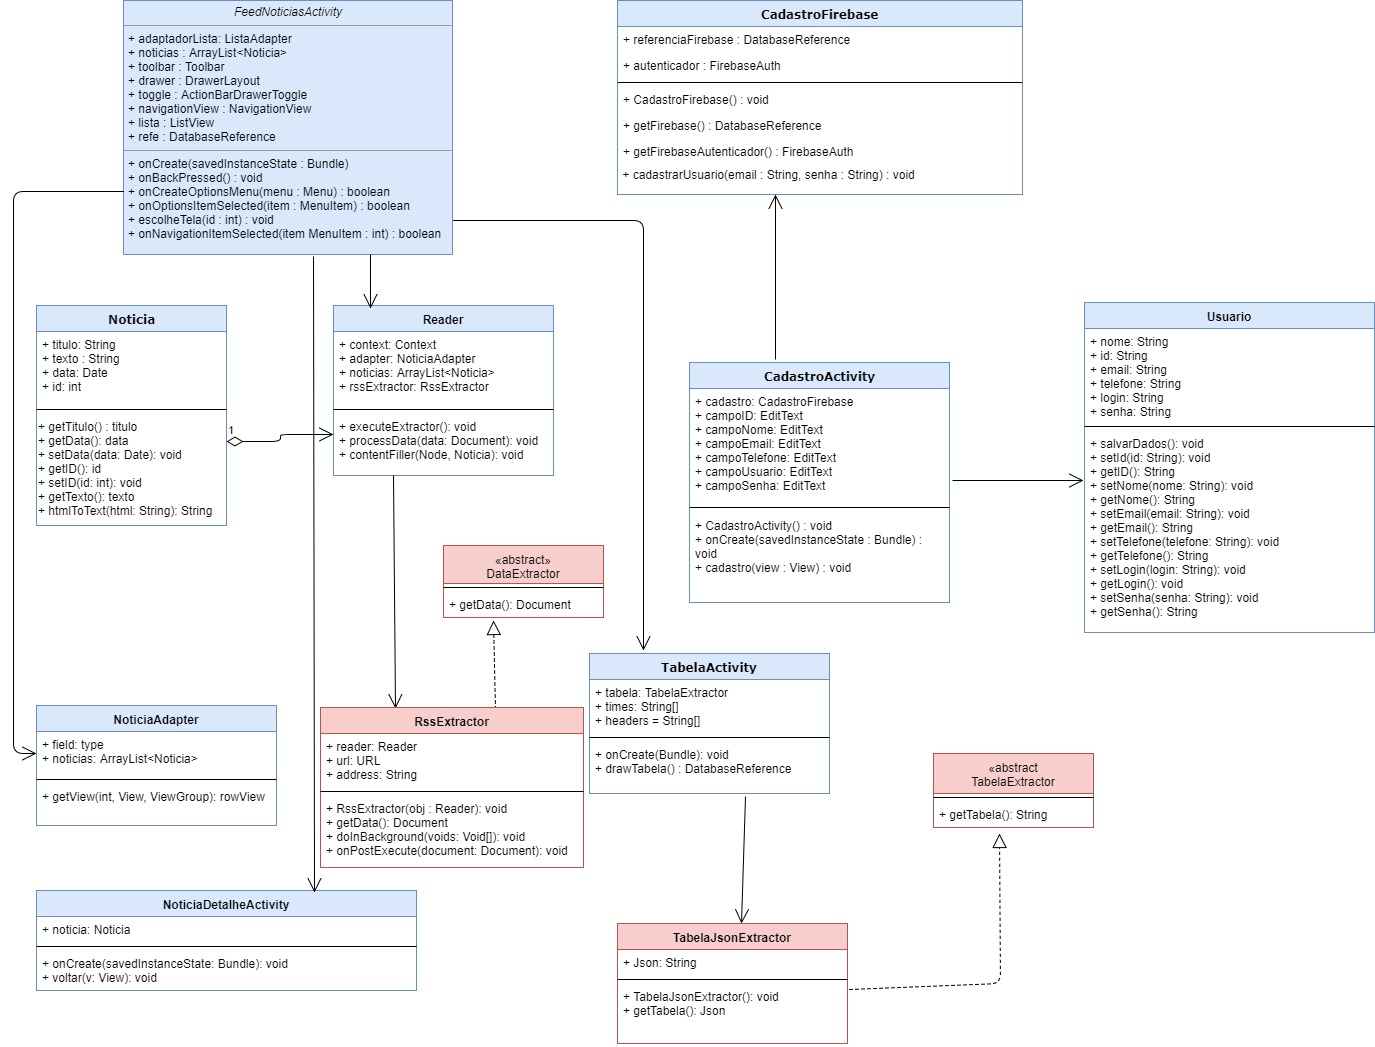 FeedNoticiasActivity
+ adaptadorLista: ListaAdapter
+ noticias : ArrayList<Noticia>
+ toolbar : Toolbar
+ drawer : DrawerLayout
+ toggle : ActionBarDrawerToggle
+ navigationView : NavigationView
+ lista : ListView
+ refe : DatabaseReference
+ onCreate(savedInstanceState : Bundle)
+ onBackPressed() : void
+ onCreateOptionsMenu(menu : Menu) : boolean
+ onOptionsItemSelected(item : MenuItem) : boolean
+ escolheTela(id : int) : void
+ onNavigationItemSelected(item MenuItem : int) : boolean
CadastroFirebase
+ referenciaFirebase : DatabaseReference
+ autenticador : FirebaseAuth
+ CadastroFirebase() : void
+ getFirebase() : DatabaseReference
+ getFirebaseAutenticador() : FirebaseAuth
+ cadastrarUsuario(email : String, senha : String) : void
Noticia
+ titulo: String
+ texto : String
+ data: Date
+ id: int
+ getTitulo() : titulo
+ getData(): data
+ setData(data: Date): void
+ getID(): id
+ setID(id: int): void
+ getTexto(): texto
+ htmlToText(html: String): String
1
Reader
+ context: Context
+ adapter: NoticiaAdapter
+ noticias: ArrayList<Noticia>
+ rssExtractor: RssExtractor
+ executeExtractor(): void
+ processData(data: Document): void
+ contentFiller(Node, Noticia): void
CadastroActivity
+ cadastro: CadastroFirebase
+ campoID: EditText
+ campoNome: EditText
+ campoEmail: EditText
+ campoTelefone: EditText
+ campoUsuario: EditText
+ campoSenha: EditText
+ CadastroActivity() : void
+ onCreate(savedInstanceState : Bundle) :
void
+ cadastro(view : View) : void
Usuario
+ nome: String
+ id: String
+ email: String
+ telefone: String
+ login: String
+ senha: String
+ salvarDados(): void
+ setId(id: String): void
+ getID(): String
+ setNome(nome: String): void
+ getNome(): String
+ setEmail(email: String): void
+ getEmail(): String
+ setTelefone(telefone: String): void
+ getTelefone(): String
+ setLogin(login: String): void
+ getLogin(): void
+ setSenha(senha: String): void
+ getSenha(): String
«abstract»
DataExtractor
+ getData(): Document
TabelaActivity
+ tabela: TabelaExtractor
+ times: String[]
+ headers = String[]
+ onCreate(Bundle): void
+ drawTabela() : DatabaseReference
NoticiaAdapter
+ field: type
+ noticias: ArrayList<Noticia>
+ getView(int, View, ViewGroup): rowView
RssExtractor
+ reader: Reader
+ url: URL
+ address: String
+ RssExtractor(obj : Reader): void
+ getData(): Document
+ doInBackground(voids: Void[]): void
+ onPostExecute(document: Document): void
«abstract
TabelaExtractor
+ getTabela(): String
NoticiaDetalheActivity
+ noticia: Noticia
+ onCreate(savedInstanceState: Bundle): void
+ voltar(v: View): void
TabelaJsonExtractor
+ Json: String
+ TabelaJsonExtractor(): void
+ getTabela(): Json